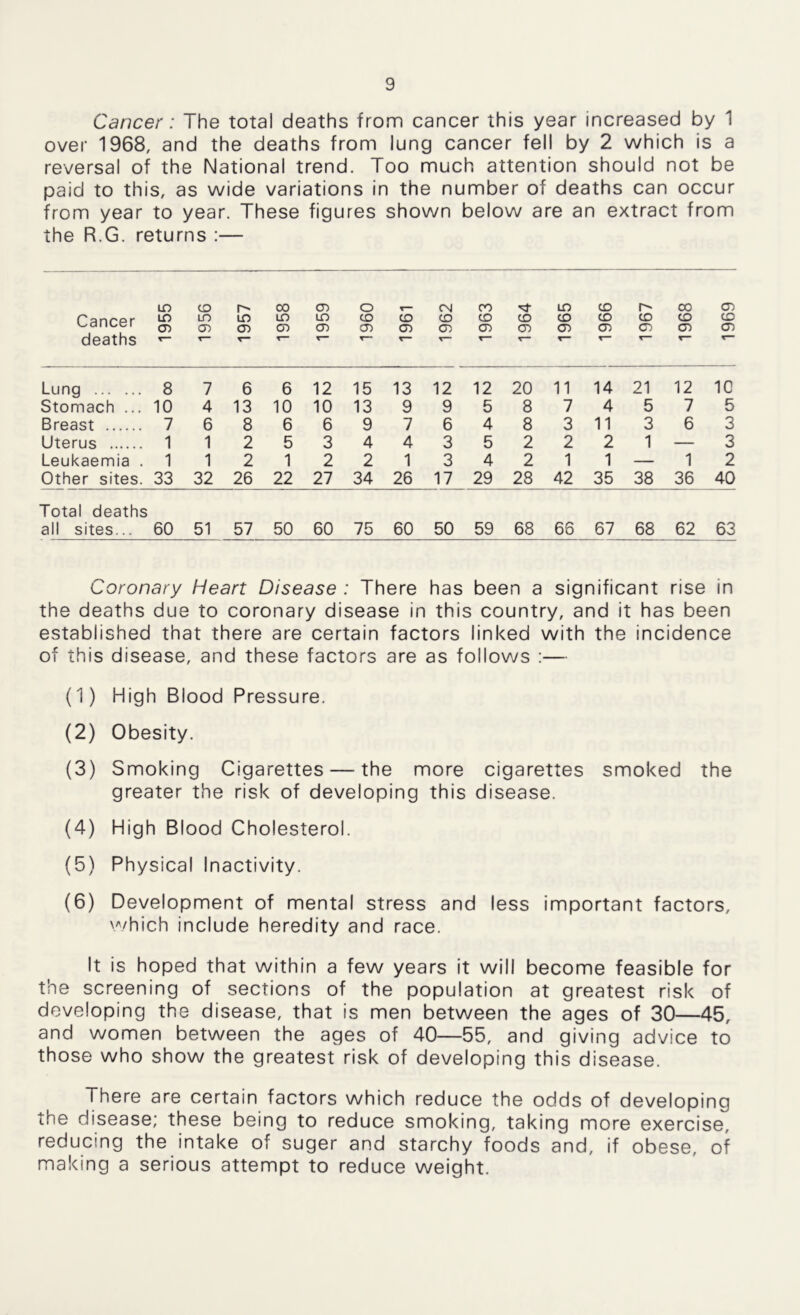 9
Cancer : The total deaths from cancer this year increased by 1
over 1968, and the deaths from lung cancer fell by 2 which is a
reversal of the National trend. Too much attention should not be
paid to this, as wide variations in the number of deaths can occur
from year to year. These figures shown below are an extract from
the R.G. returns :—
Cancer deaths 1955 1956 1957 1958 1959 1960 1961 1962 1963 1964 1965 1966 1967 1968 1969
Lung ... ... 8 7 6 6 12 15 13 12 12 20 11 14 21 12 10
Stomach ... 10 4 13 10 10 13 9 9 5 8 7 4 5 7 5
Breast ...... 7 6 8 6 6 9 7 6 4 8 3 11 3 6 3
Uterus ...... 1 1 2 5 3 4 4 3 5 2 2 2 1 — 3
Leukaemia . 1 1 2 1 2 2 1 3 4 2 1 1 — 1 2
Other sites. 33 32 26 22 27 34 26 17 29 28 42 35 38 36 40
Total deaths
all sites... 60 51 57 50 60 75 60 50 59 68 66 67 68 62 63
Coronary Heart Disease : There has been a significant rise in
the deaths due to coronary disease in this country, and it has been
established that there are certain factors linked with the incidence
of this disease, and these factors are as follows :—
(1) High Blood Pressure.
(2) Obesity.
(3) Smoking Cigarettes — the more cigarettes smoked the
greater the risk of developing this disease.
(4) High Blood Cholesterol.
(5) Physical Inactivity.
(6) Development of mental stress and less important factors,
which include heredity and race.
It is hoped that within a few years it will become feasible for
the screening of sections of the population at greatest risk of
developing the disease, that is men between the ages of 30—45,
and women between the ages of 40—55, and giving advice to
those who show the greatest risk of developing this disease.
There are certain factors which reduce the odds of developing
the disease; these being to reduce smoking, taking more exercise,
reducing the intake of suger and starchy foods and, if obese, of
making a serious attempt to reduce weight.